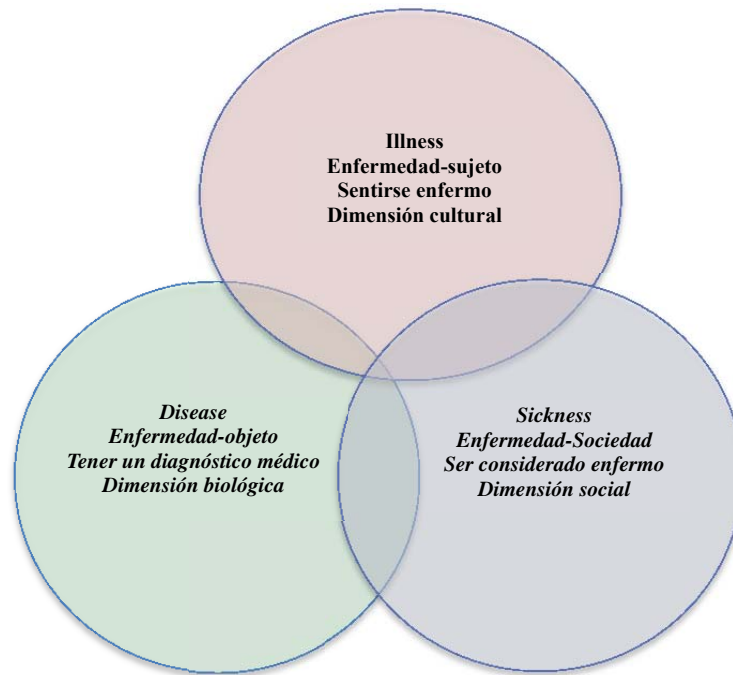 Illness
Enfermedad-sujeto
Sentirse enfermo
Dimensión cultural
Disease
Enfermedad-objeto
Tener un diagnóstico médico
Dimensión biológica
Sickness
Enfermedad-Sociedad
Ser considerado enfermo
Dimensión social